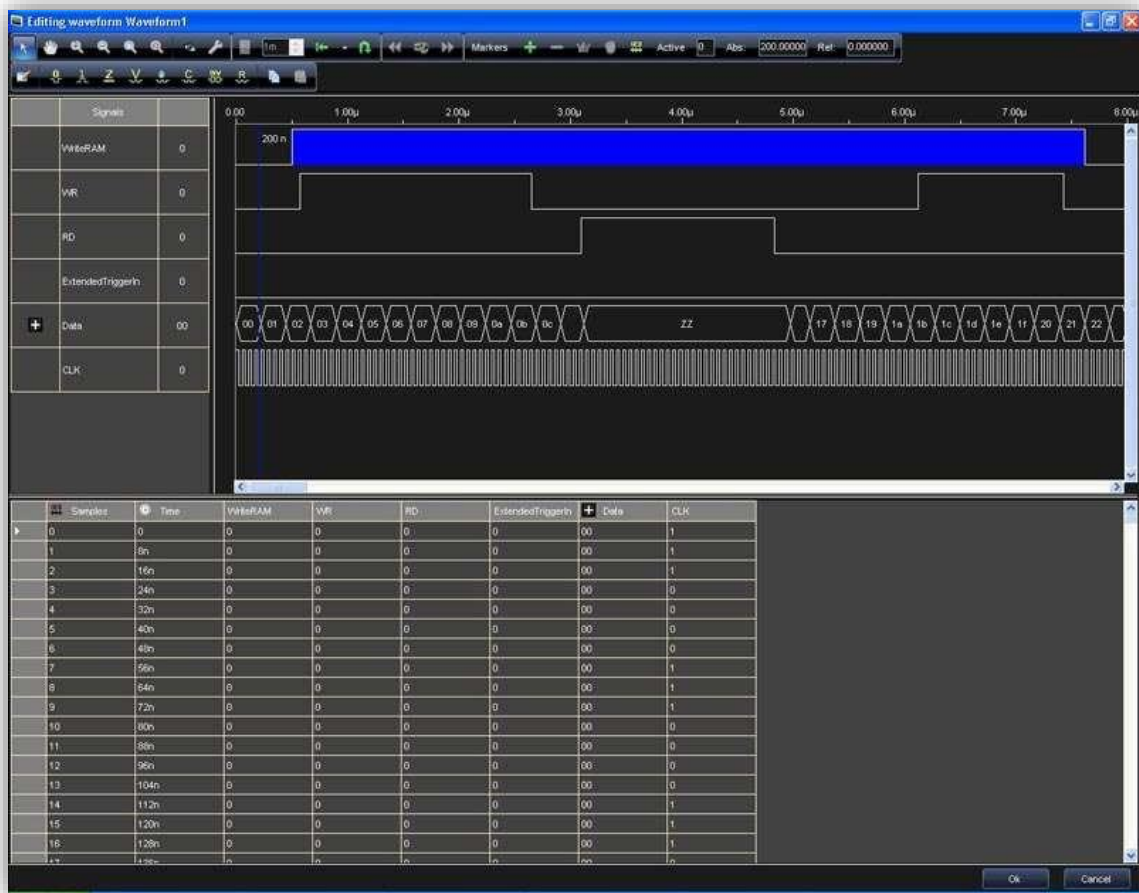 Editing waveform Waveform1
1m Markers Active 0 Abs: 200.00000 Ref: 0.000000
0 1 Z V C R
Signals 0.00 1.00µ 2.00µ 3.00µ 4.00µ 5.00µ 6.00µ 7.00µ 8.00µ
WriteRAM 0 200 n
WR 0
RD 0
ExtendedTriggerIn 0
Data 00 00 01 02 03 04 05 06 07 08 09 0a 0b 0c ZZ 17 18 19 1a 1b 1c 1d 1e 1f 20 21 22
CLK 0
Samples Time WriteRAM WR RD ExtendedTriggerIn Data CLK
0 0 0 0 0 0 00 1
1 8n 0 0 0 0 00 1
2 16n 0 0 0 0 00 1
3 24n 0 0 0 0 00 0
4 32n 0 0 0 0 00 0
5 40n 0 0 0 0 00 0
6 48n 0 0 0 0 00 0
7 56n 0 0 0 0 00 1
8 64n 0 0 0 0 00 1
9 72n 0 0 0 0 00 1
10 80n 0 0 0 0 00 0
11 88n 0 0 0 0 00 0
12 96n 0 0 0 0 00 0
13 104n 0 0 0 0 00 0
14 112n 0 0 0 0 00 1
15 120n 0 0 0 0 00 1
16 128n 0 0 0 0 00 1
Ok Cancel